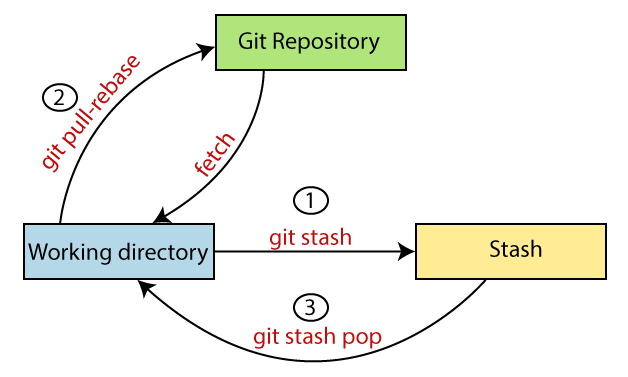 Git Repository
2
git pull-rebase
fetch
1
git stash
Working directory
Stash
3
git stash pop